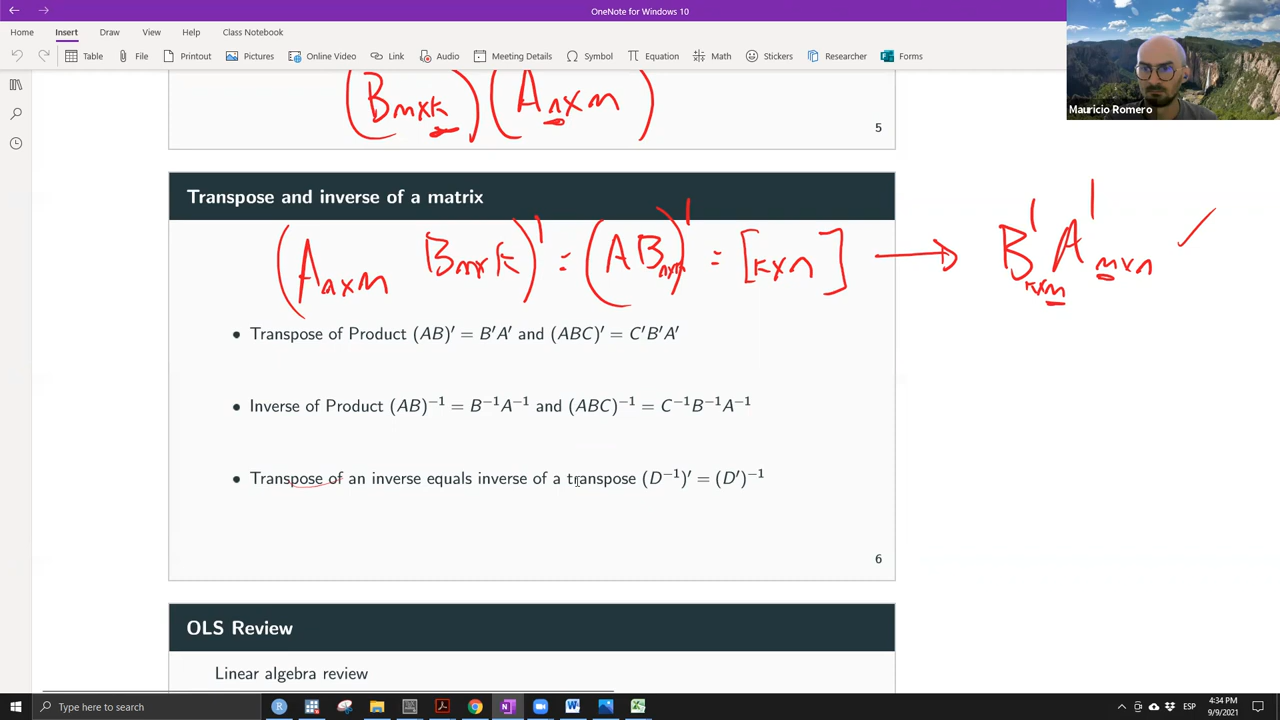 OneNote for Windows 10
Home Insert Draw View Help Class Notebook
Table File Printout Pictures Online Video Link Audio Meeting Details Symbol Equation Math Stickers Researcher Forms
Mauricio Romero
(B m×k) (A n×m)
5
Transpose and inverse of a matrix
(A n×m B m×k)' = (AB n×m)' = [k×n] → B' k×m A' m×n ✓
• Transpose of Product (AB)′ = B′A′ and (ABC)′ = C′B′A′
• Inverse of Product (AB)⁻¹ = B⁻¹A⁻¹ and (ABC)⁻¹ = C⁻¹B⁻¹A⁻¹
• Transpose of an inverse equals inverse of a transpose (D⁻¹)′ = (D′)⁻¹
6
OLS Review
Linear algebra review
Type here to search
ESP
4:34 PM
9/9/2021